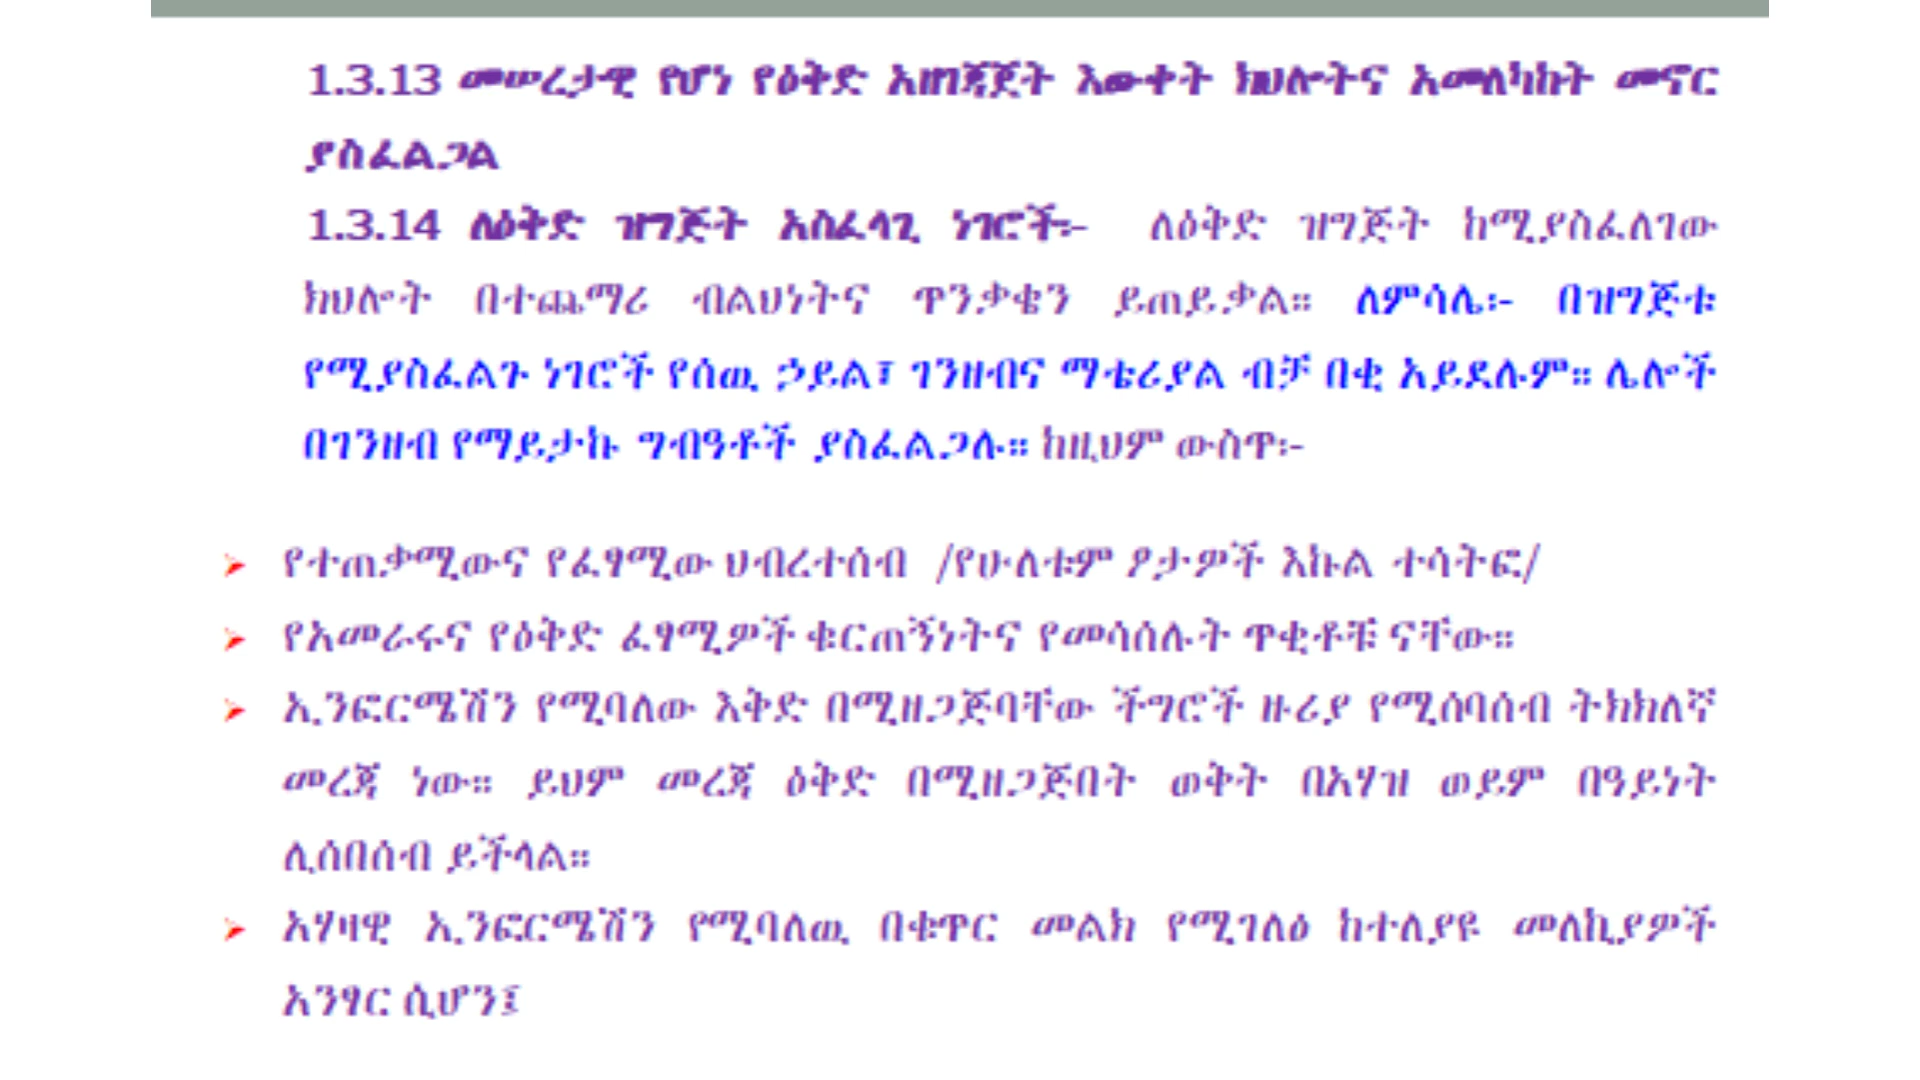 1.3.13 መሠረታዊ የሆነ የዕቅድ አዘገጃጀት እውቀት ክህሎትና አመለካከት መኖር
ያስፈልጋል
1.3.14 ለዕቅድ ዝግጅት አስፈላጊ ነገሮች፡- ለዕቅድ ዝግጅት ከሚያስፈለገው
ክህሎት በተጨማሪ ብልህነትና ጥንቃቄን ይጠይቃል። ለምሳሌ፡- በዝግጅቱ
የሚያስፈልጉ ነገሮች የሰዉ ኃይል፣ ገንዘብና ማቴሪያል ብቻ በቂ አይደሉም። ሌሎች
በገንዘብ የማይታኩ ግብዓቶች ያስፈልጋሉ። ከዚህም ውስጥ፡-
➢ የተጠቃሚውና የፈፃሚው ህብረተሰብ /የሁለቱም ፆታዎች እኩል ተሳትፎ/
➢ የአመራሩና የዕቅድ ፈፃሚዎች ቁርጠኝነትና የመሳሰሉት ጥቂቶቹ ናቸው።
➢ ኢንፎርሜሽን የሚባለው እቅድ በሚዘጋጅባቸው ችግሮች ዙሪያ የሚሰባሰብ ትክክለኛ
መረጃ ነው። ይህም መረጃ ዕቅድ በሚዘጋጅበት ወቅት በአሃዝ ወይም በዓይነት
ሊሰበሰብ ይችላል።
➢ አሃዛዊ ኢንፎርሜሽን የሚባለዉ በቁጥር መልክ የሚገለፅ ከተለያዩ መለኪያዎች
አንፃር ሲሆን፤